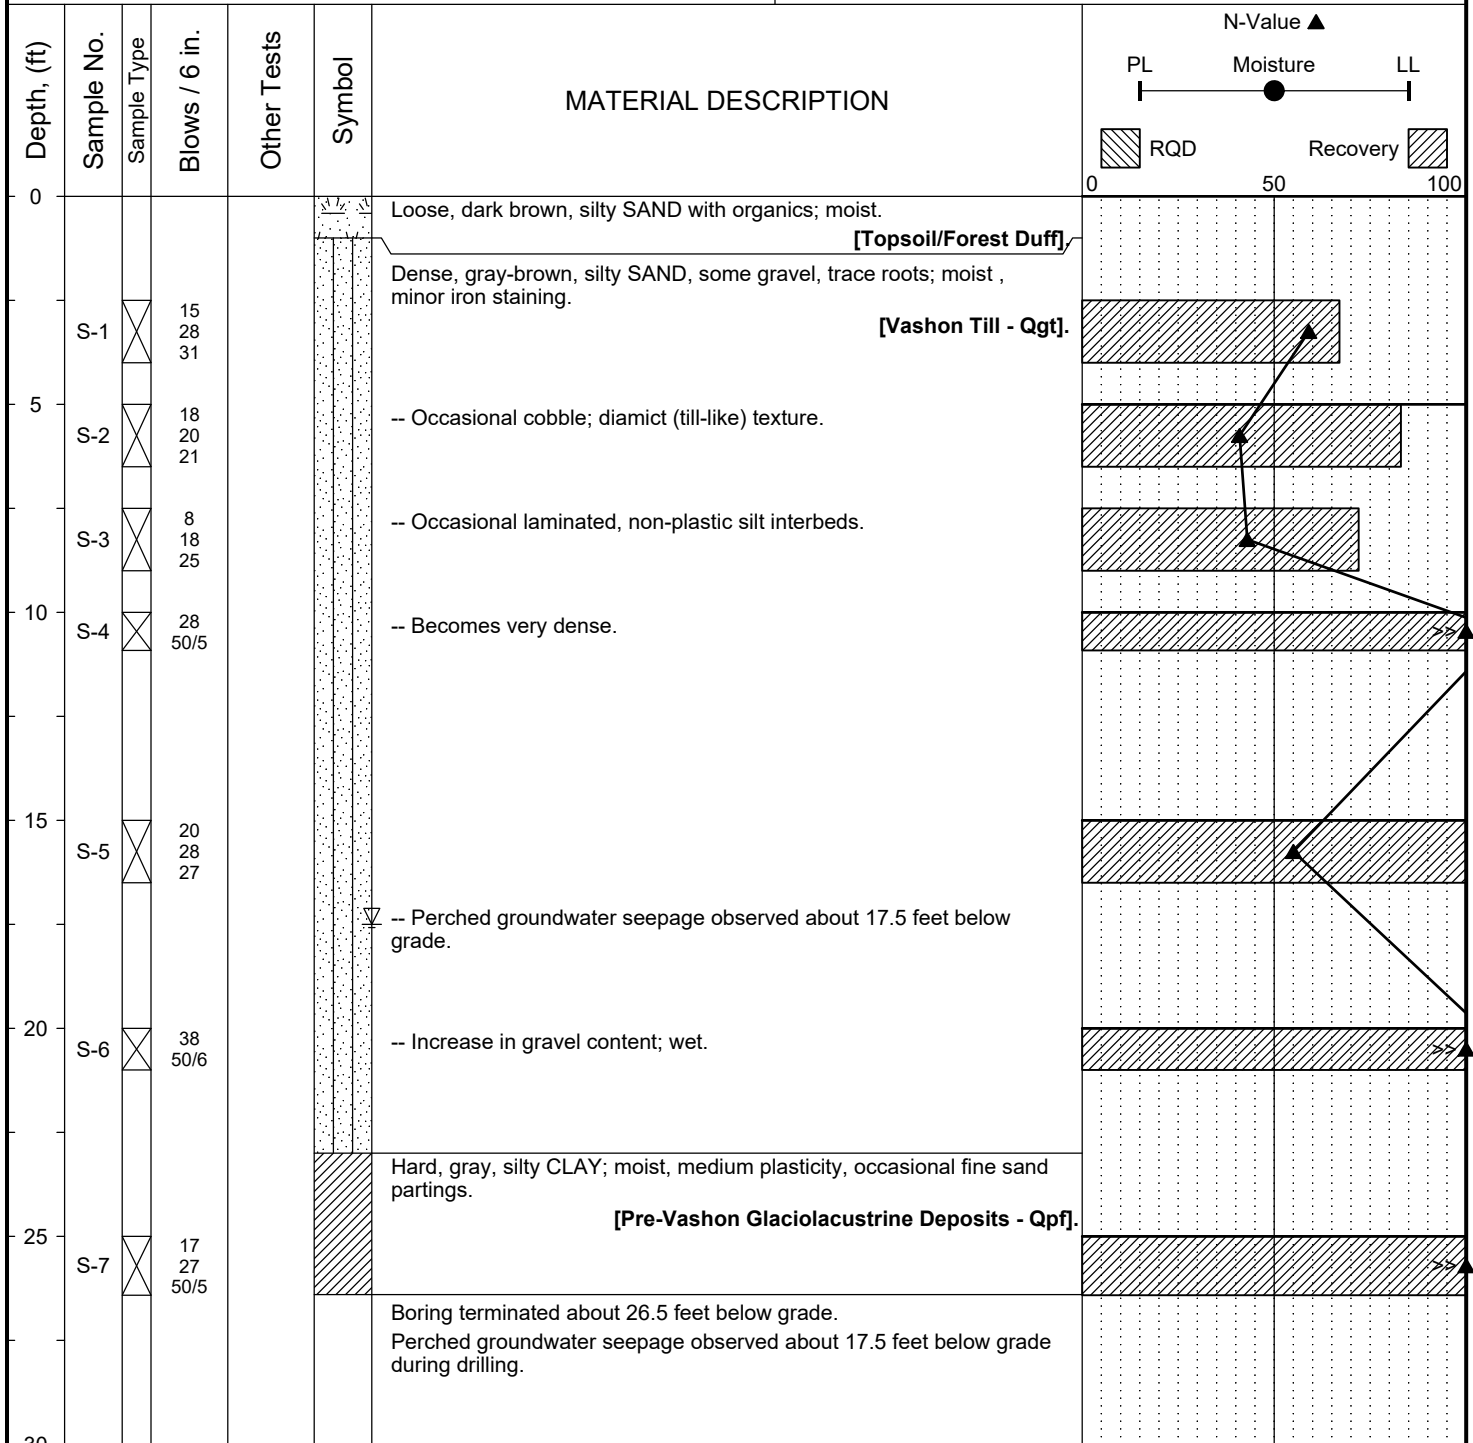 Depth, (ft)
Sample No.
Sample Type
Blows / 6 in.
Other Tests
Symbol
MATERIAL DESCRIPTION
N-Value
PL Moisture LL
RQD Recovery
0 50 100
0
Loose, dark brown, silty SAND with organics; moist.
[Topsoil/Forest Duff].
Dense, gray-brown, silty SAND, some gravel, trace roots; moist ,
minor iron staining.
[Vashon Till - Qgt].
S-1
15
28
31
5
S-2
18
20
21
-- Occasional cobble; diamict (till-like) texture.
S-3
8
18
25
-- Occasional laminated, non-plastic silt interbeds.
10
S-4
28
50/5
-- Becomes very dense.
>>
15
S-5
20
28
27
-- Perched groundwater seepage observed about 17.5 feet below
grade.
20
S-6
38
50/6
-- Increase in gravel content; wet.
>>
Hard, gray, silty CLAY; moist, medium plasticity, occasional fine sand
partings.
[Pre-Vashon Glaciolacustrine Deposits - Qpf].
25
S-7
17
27
50/5
>>
Boring terminated about 26.5 feet below grade.
Perched groundwater seepage observed about 17.5 feet below grade
during drilling.
30